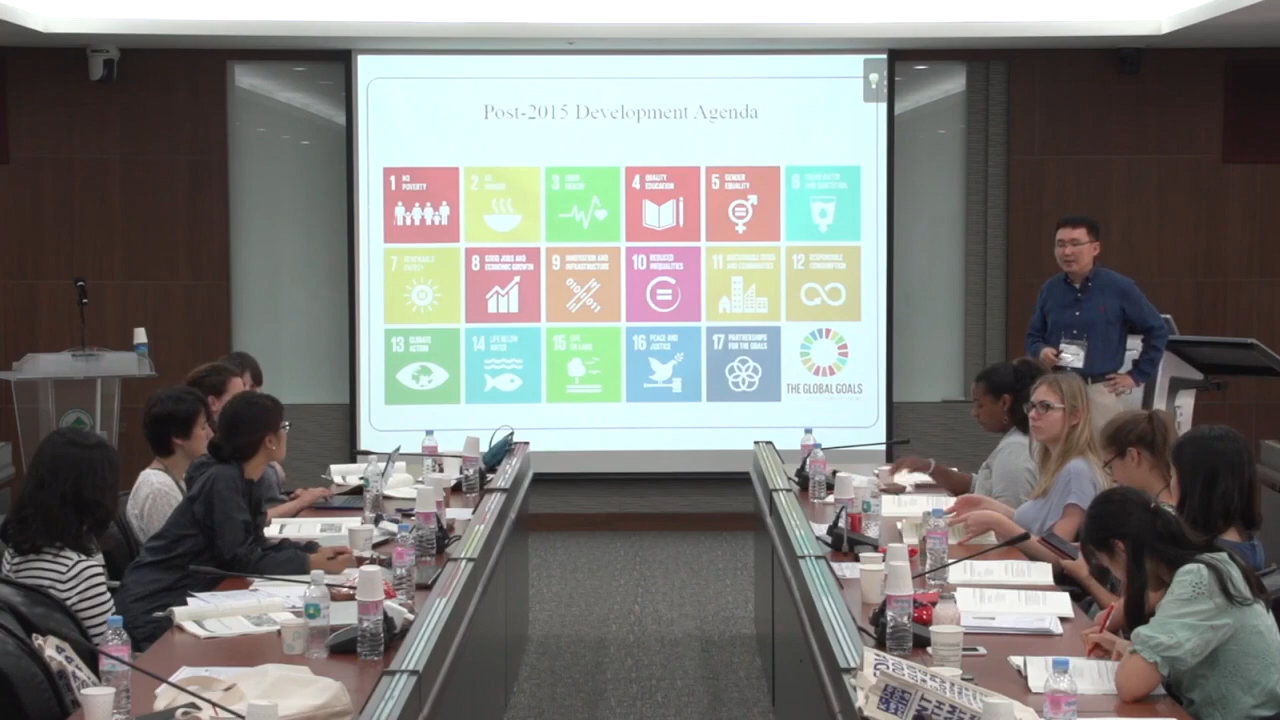 Post-2015 Development Agenda
1 NO
POVERTY
2 NO
HUNGER
3 GOOD
HEALTH
4 QUALITY
EDUCATION
5 GENDER
EQUALITY
6 CLEAN WATER
AND SANITATION
7 RENEWABLE
ENERGY
8 GOOD JOBS AND
ECONOMIC GROWTH
9 INNOVATION AND
INFRASTRUCTURE
10 REDUCED
INEQUALITIES
11 SUSTAINABLE CITIES
AND COMMUNITIES
12 RESPONSIBLE
CONSUMPTION
13 CLIMATE
ACTION
14 LIFE BELOW
WATER
15 LIFE
ON LAND
16 PEACE AND
JUSTICE
17 PARTNERSHIPS
FOR THE GOALS
THE GLOBAL GOALS